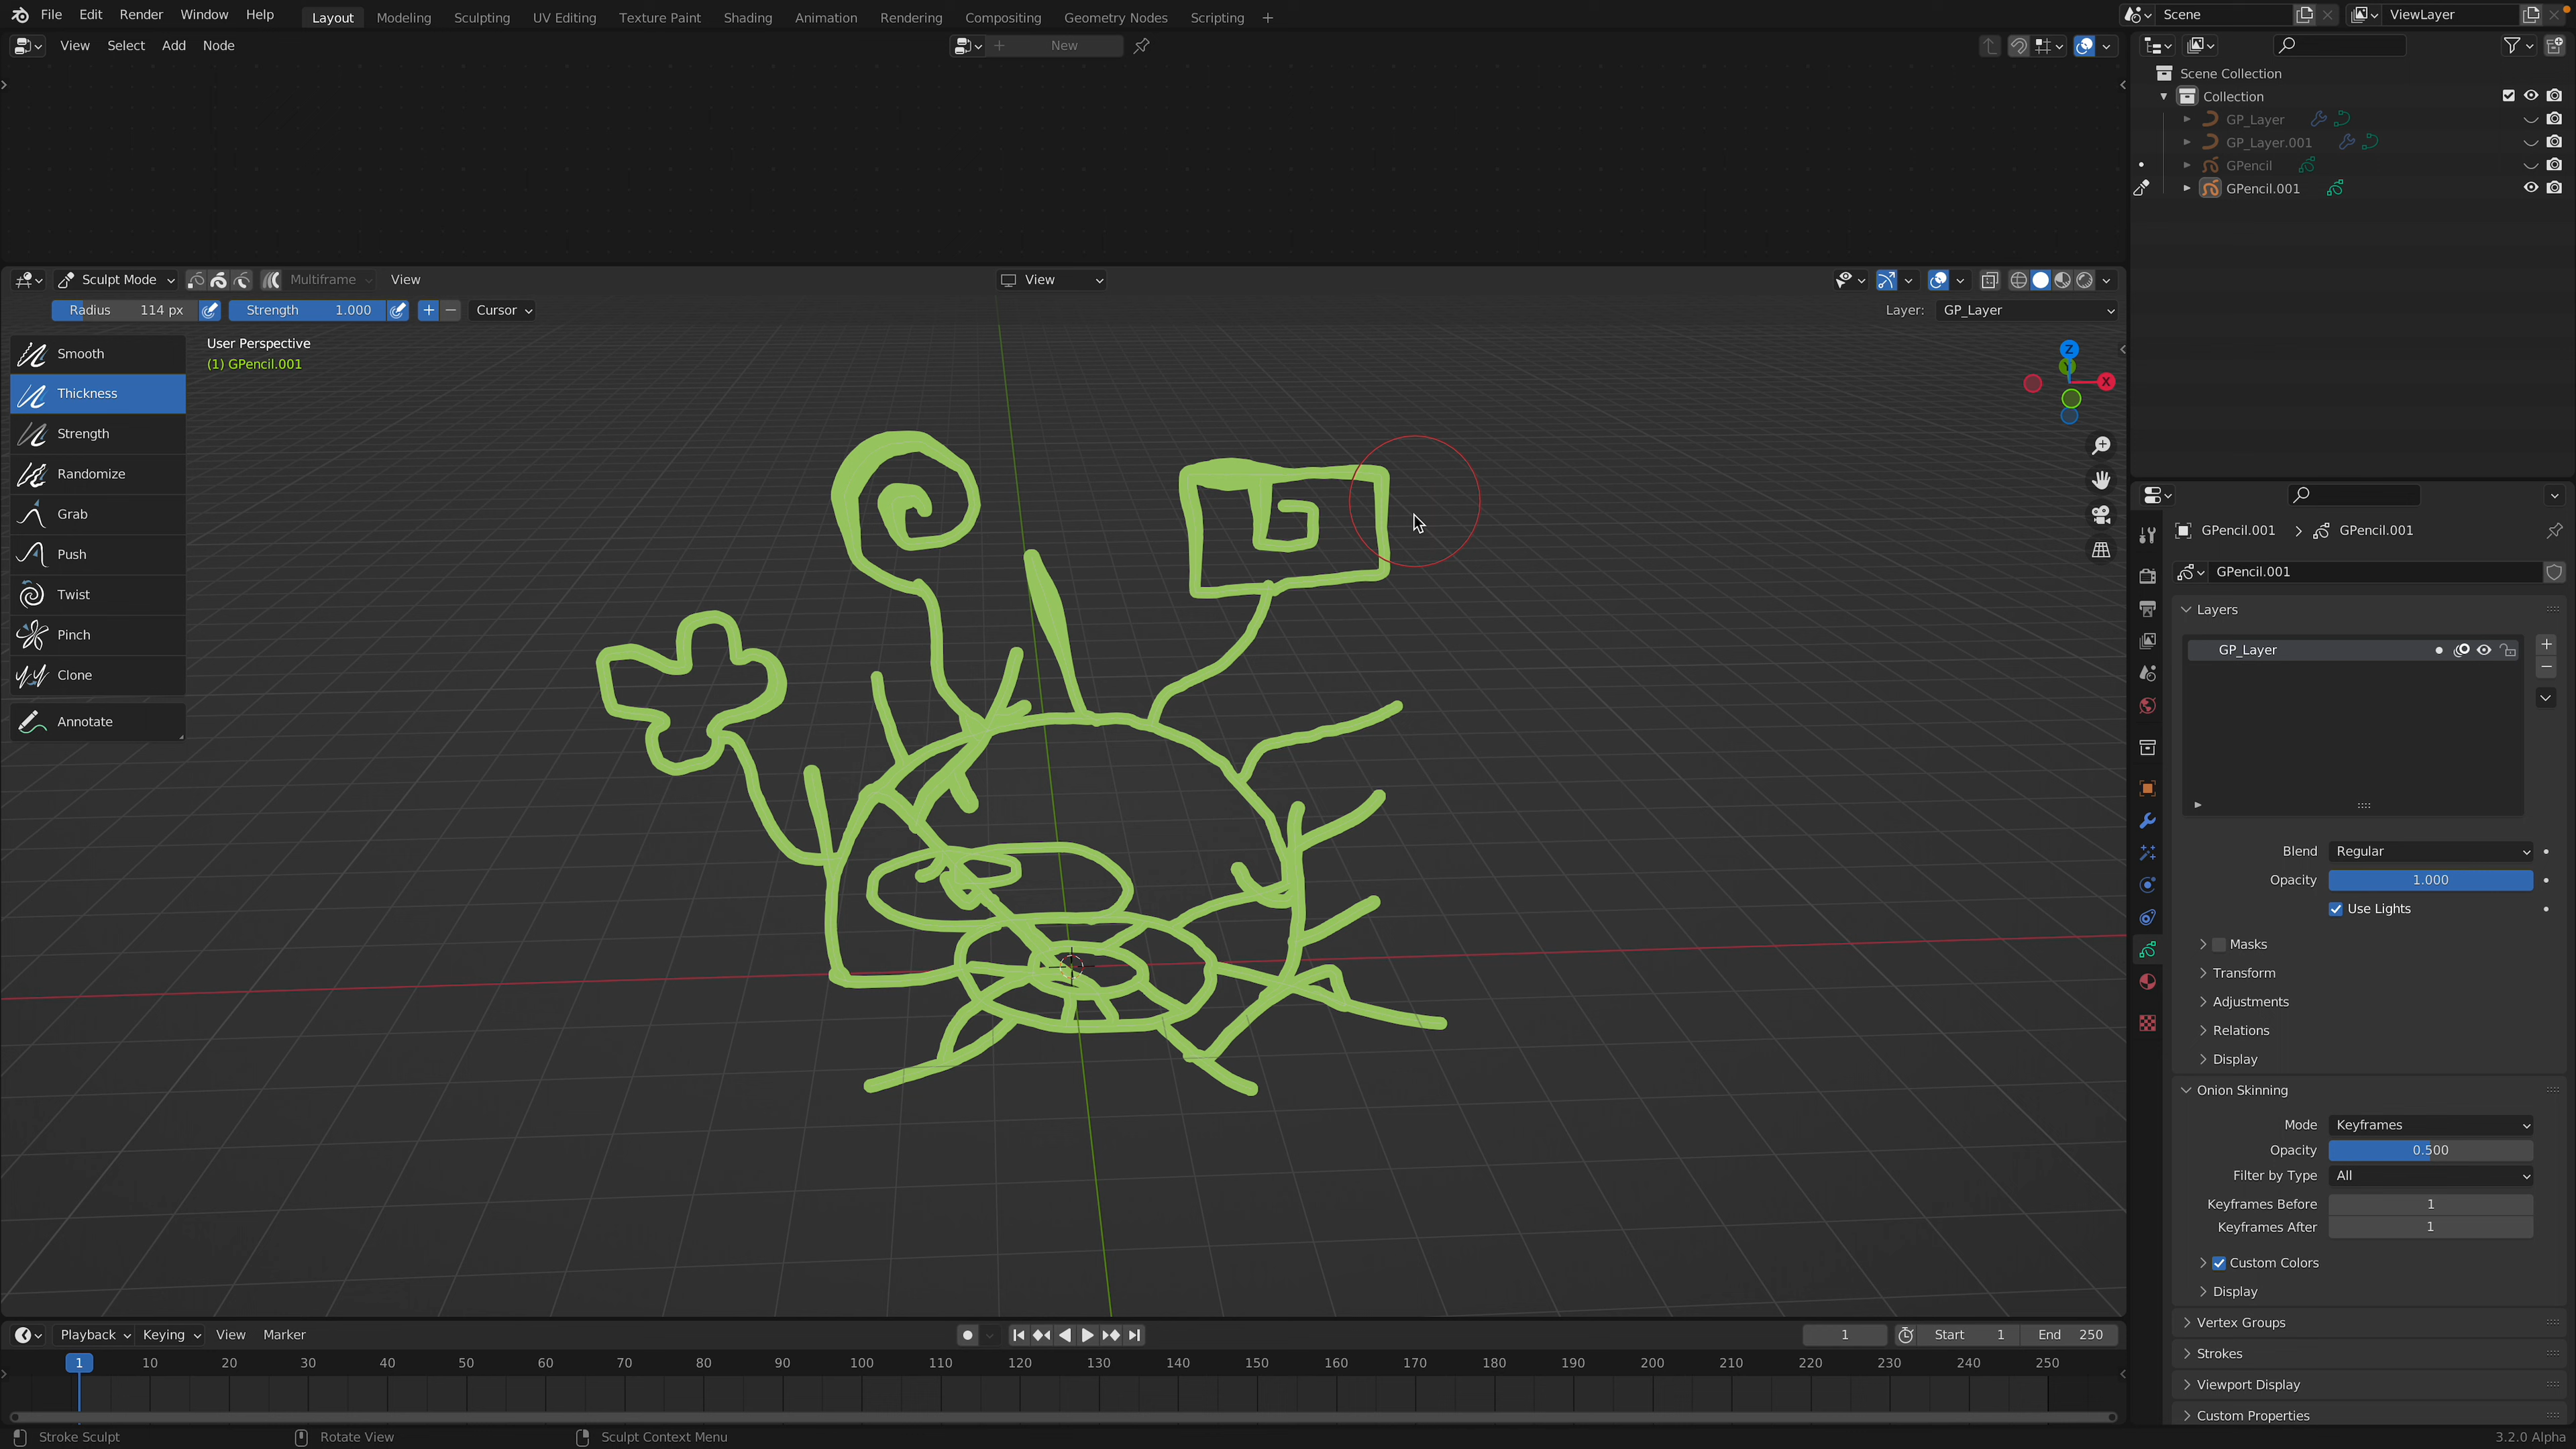 File Edit Render Window Help Layout Modeling Sculpting UV Editing Texture Paint Shading Animation Rendering Compositing Geometry Nodes Scripting + Scene ViewLayer
View Select Add Node New
Scene Collection
Collection
GP_Layer
GP_Layer.001
GPencil
GPencil.001
Sculpt Mode Multiframe View View
Radius 114 px Strength 1.000 + − Cursor Layer: GP_Layer
User Perspective
(1) GPencil.001
Smooth
Thickness
Strength
Randomize
Grab
Push
Twist
Pinch
Clone
Annotate
Z
Y
X
GPencil.001 > GPencil.001
GPencil.001
Layers
GP_Layer
Blend Regular
Opacity 1.000
Use Lights
Masks
Transform
Adjustments
Relations
Display
Onion Skinning
Mode Keyframes
Opacity 0.500
Filter by Type All
Keyframes Before 1
Keyframes After 1
Custom Colors
Display
Vertex Groups
Strokes
Viewport Display
Custom Properties
Playback Keying View Marker 1 Start 1 End 250
1 10 20 30 40 50 60 70 80 90 100 110 120 130 140 150 160 170 180 190 200 210 220 230 240 250
Stroke Sculpt Rotate View Sculpt Context Menu 3.2.0 Alpha